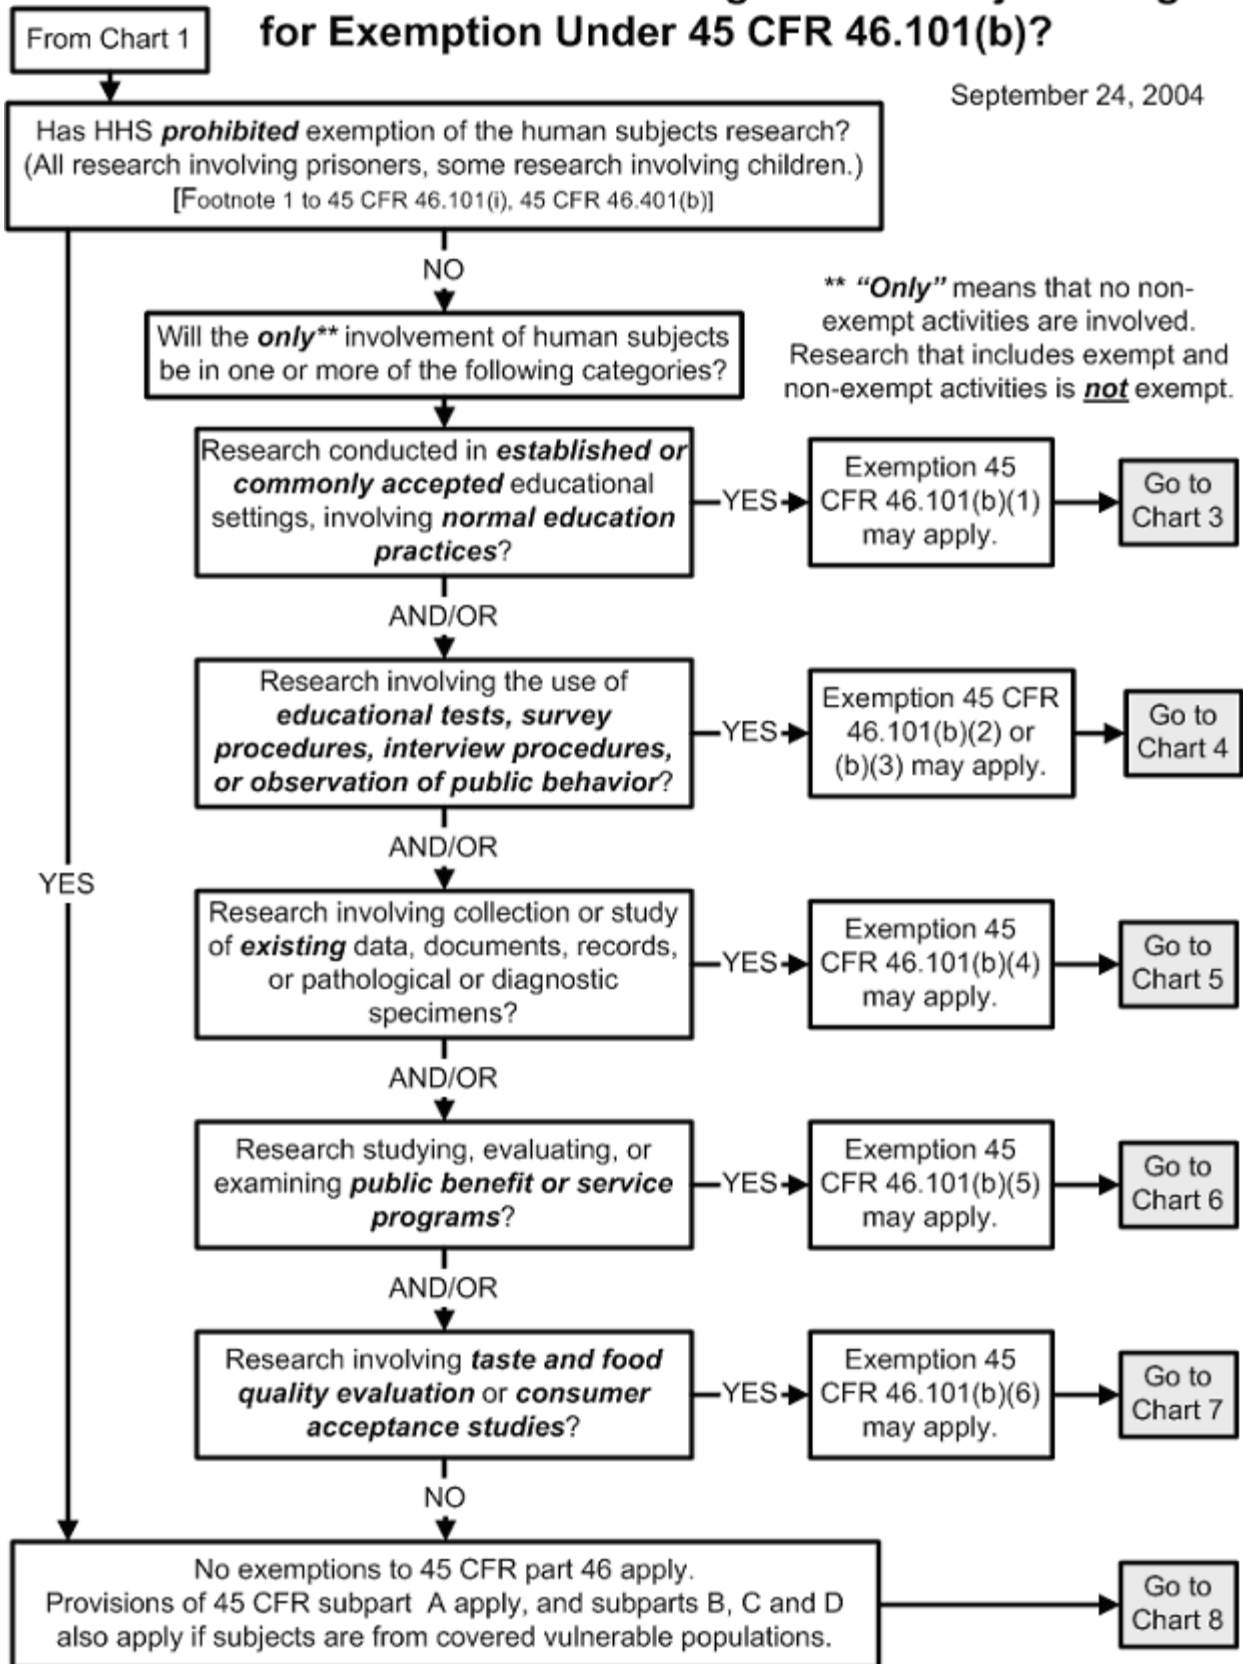 for Exemption Under 45 CFR 46.101(b)?
From Chart 1
September 24, 2004
Has HHS prohibited exemption of the human subjects research?
(All research involving prisoners, some research involving children.)
[Footnote 1 to 45 CFR 46.101(i), 45 CFR 46.401(b)]
NO
** “Only” means that no non-
exempt activities are involved.
Research that includes exempt and
non-exempt activities is not exempt.
Will the only** involvement of human subjects
be in one or more of the following categories?
Research conducted in established or
commonly accepted educational
settings, involving normal education
practices?
YES
Exemption 45
CFR 46.101(b)(1)
may apply.
Go to
Chart 3
AND/OR
Research involving the use of
educational tests, survey
procedures, interview procedures,
or observation of public behavior?
YES
Exemption 45 CFR
46.101(b)(2) or
(b)(3) may apply.
Go to
Chart 4
AND/OR
YES
Research involving collection or study
of existing data, documents, records,
or pathological or diagnostic
specimens?
YES
Exemption 45
CFR 46.101(b)(4)
may apply.
Go to
Chart 5
AND/OR
Research studying, evaluating, or
examining public benefit or service
programs?
YES
Exemption 45
CFR 46.101(b)(5)
may apply.
Go to
Chart 6
AND/OR
Research involving taste and food
quality evaluation or consumer
acceptance studies?
YES
Exemption 45
CFR 46.101(b)(6)
may apply.
Go to
Chart 7
NO
No exemptions to 45 CFR part 46 apply.
Provisions of 45 CFR subpart A apply, and subparts B, C and D
also apply if subjects are from covered vulnerable populations.
Go to
Chart 8